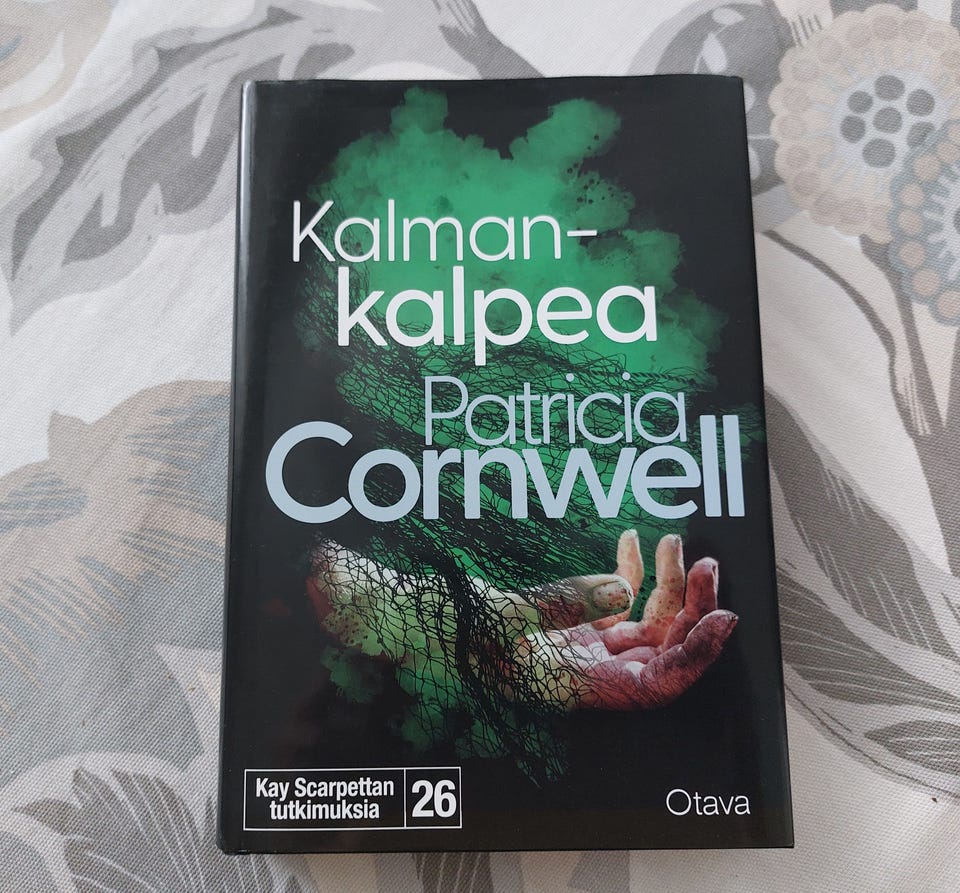 Kalman-
kalpea
Patricia
Cornwell
Kay Scarpettan
tutkimuksia
26
Otava